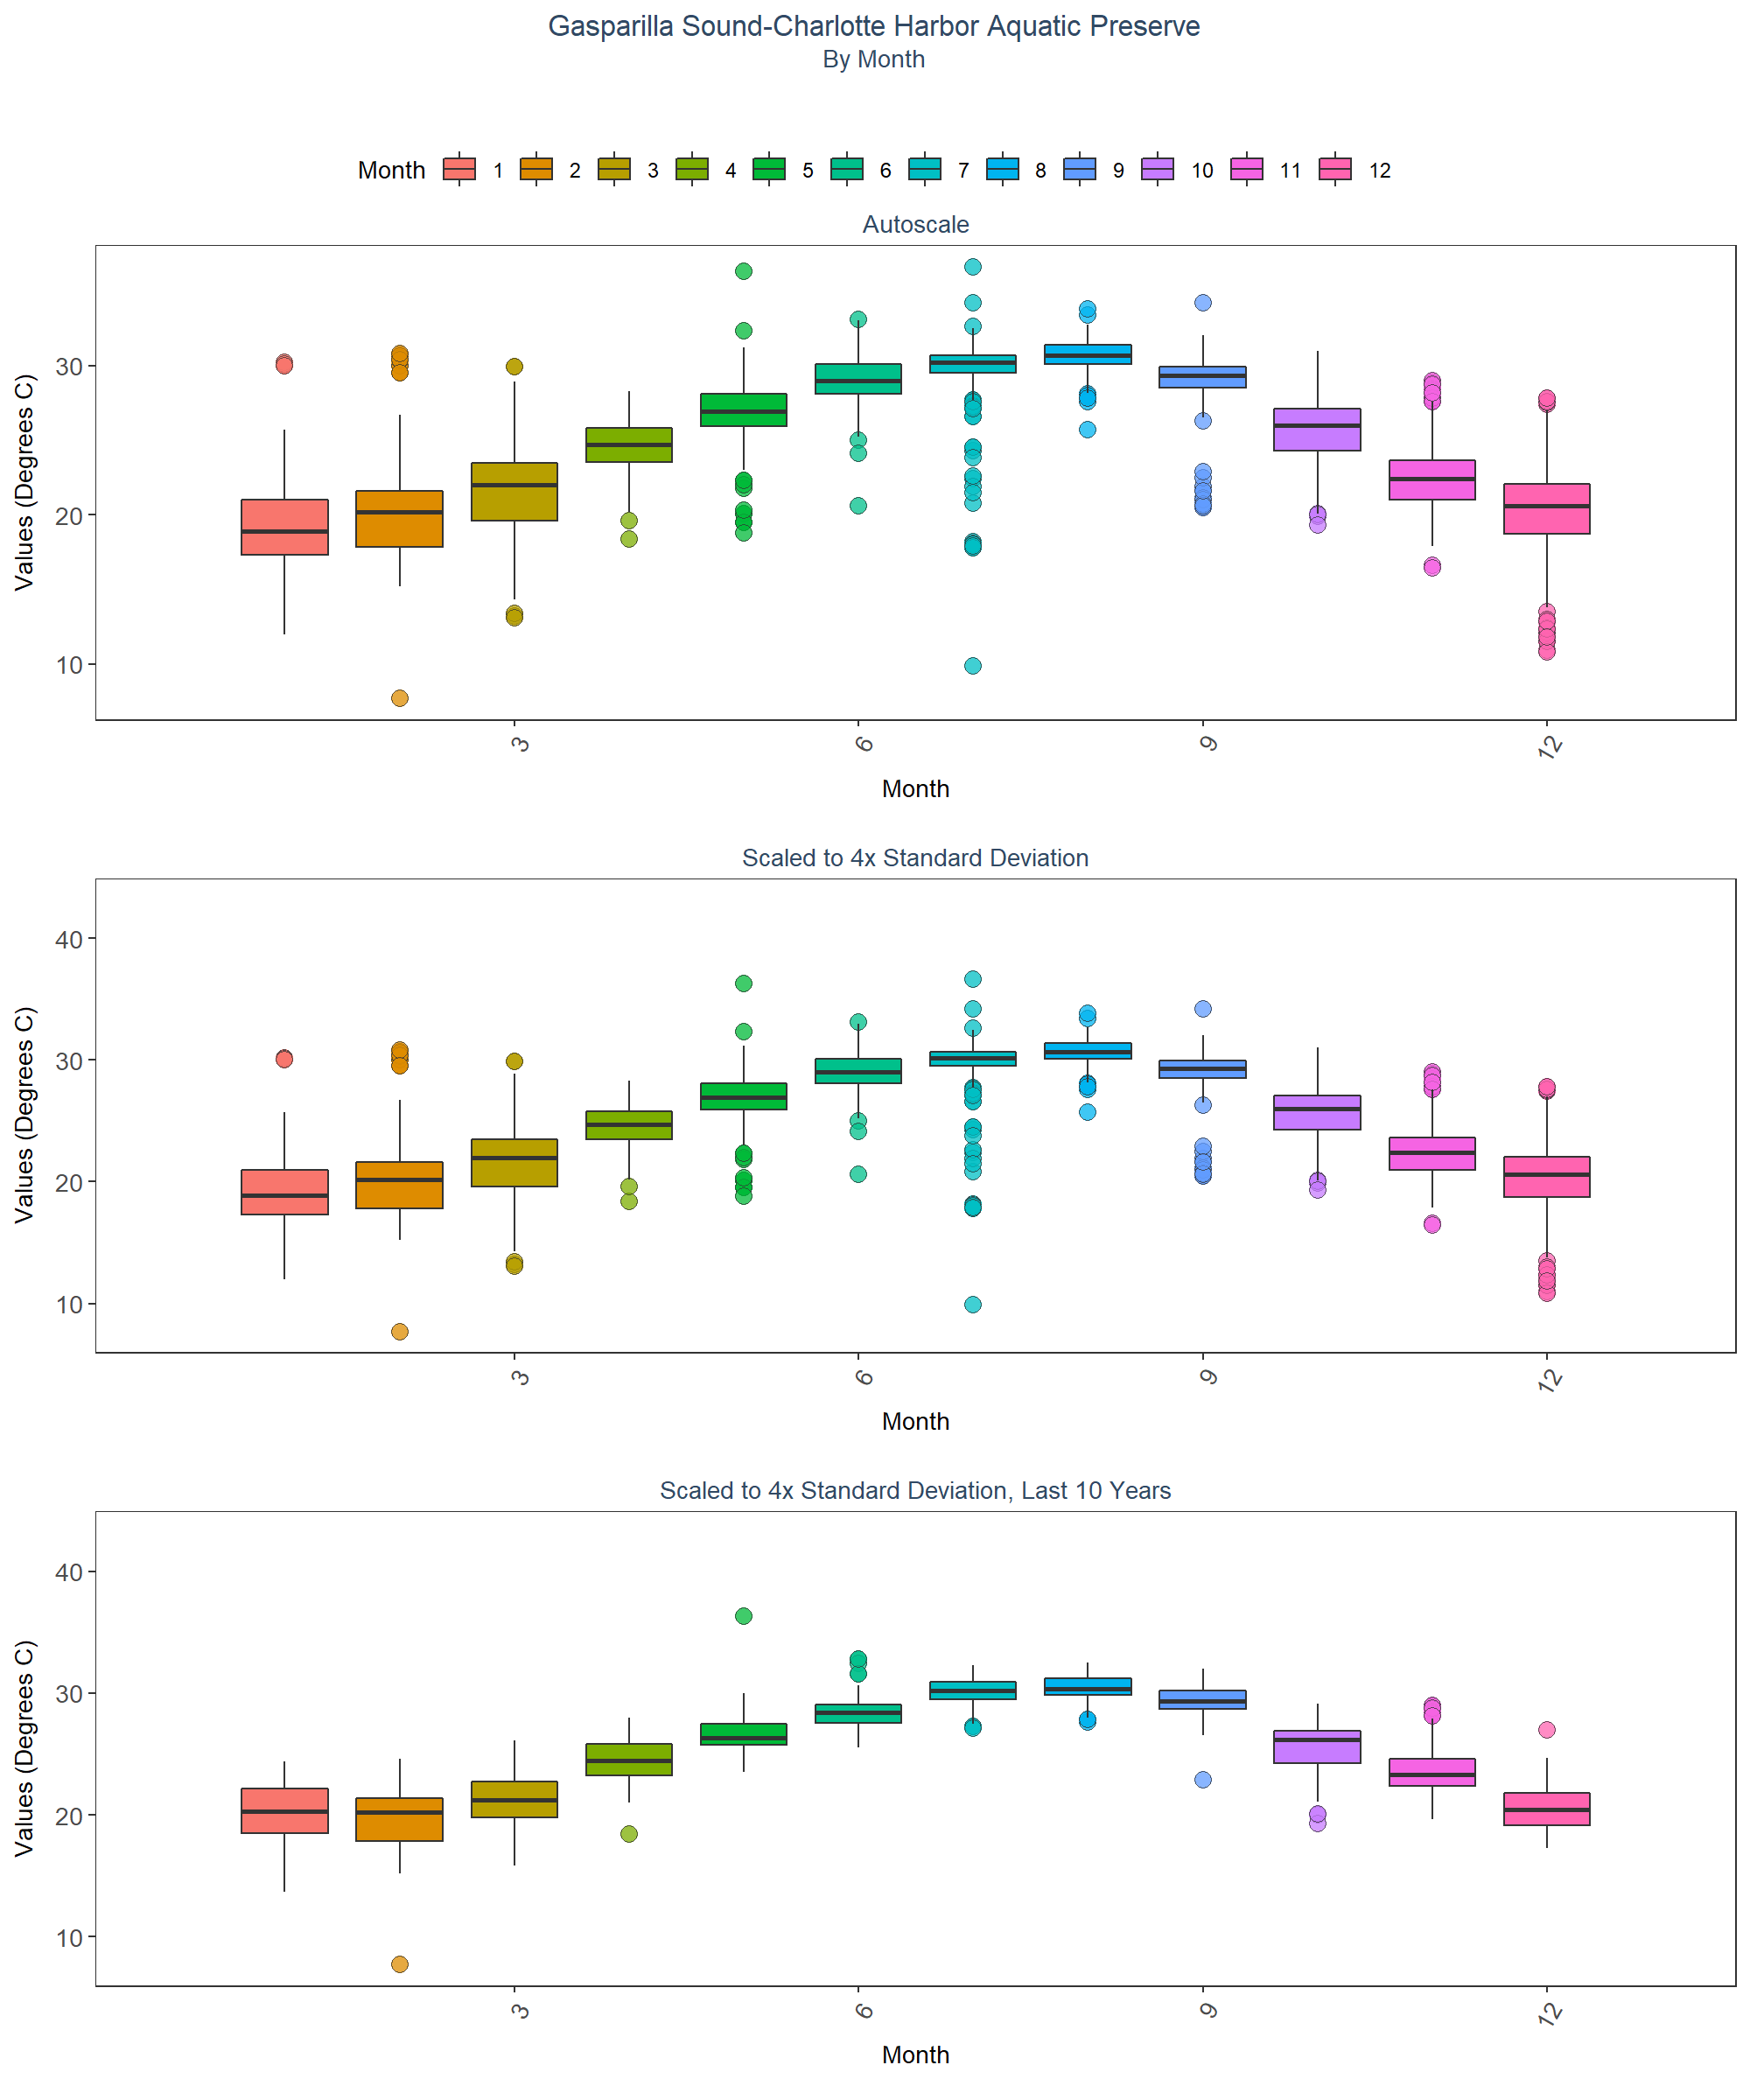 Gasparilla Sound-Charlotte Harbor Aquatic Preserve
By Month
Month 1 2 3 4 5 6 7 8 9 10 11 12
Autoscale
Values (Degrees C)
30
20
10
3 6 9 12
Month
Scaled to 4x Standard Deviation
Values (Degrees C)
40
30
20
10
3 6 9 12
Month
Scaled to 4x Standard Deviation, Last 10 Years
Values (Degrees C)
40
30
20
10
3 6 9 12
Month